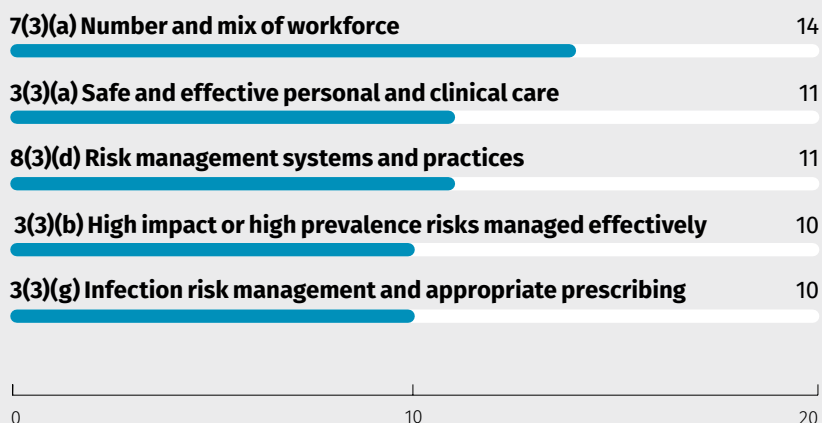 7(3)(a) Number and mix of workforce 14
3(3)(a) Safe and effective personal and clinical care 11
8(3)(d) Risk management systems and practices 11
3(3)(b) High impact or high prevalence risks managed effectively 10
3(3)(g) Infection risk management and appropriate prescribing 10
0 10 20